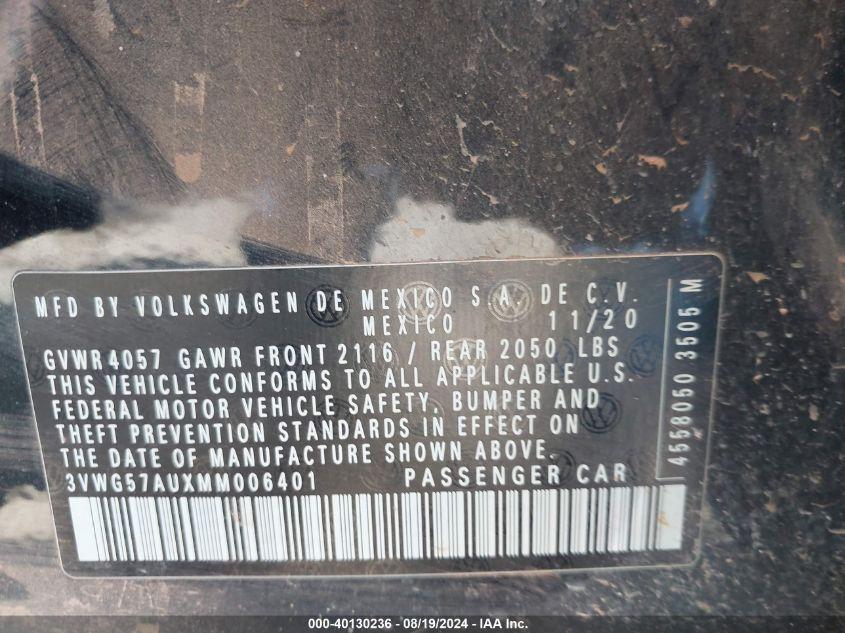 MFD BY VOLKSWAGEN DE MEXICO S.A. DE C.V.
MEXICO 11/20
GVWR4057 GAWR FRONT 2116 / REAR 2050 LBS
THIS VEHICLE CONFORMS TO ALL APPLICABLE U.S.
FEDERAL MOTOR VEHICLE SAFETY, BUMPER AND
THEFT PREVENTION STANDARDS IN EFFECT ON
THE DATE OF MANUFACTURE SHOWN ABOVE.
3VWG57AUXMM006401 PASSENGER CAR
4558050 3505 M
000-40130236 - 08/19/2024 - IAA Inc.